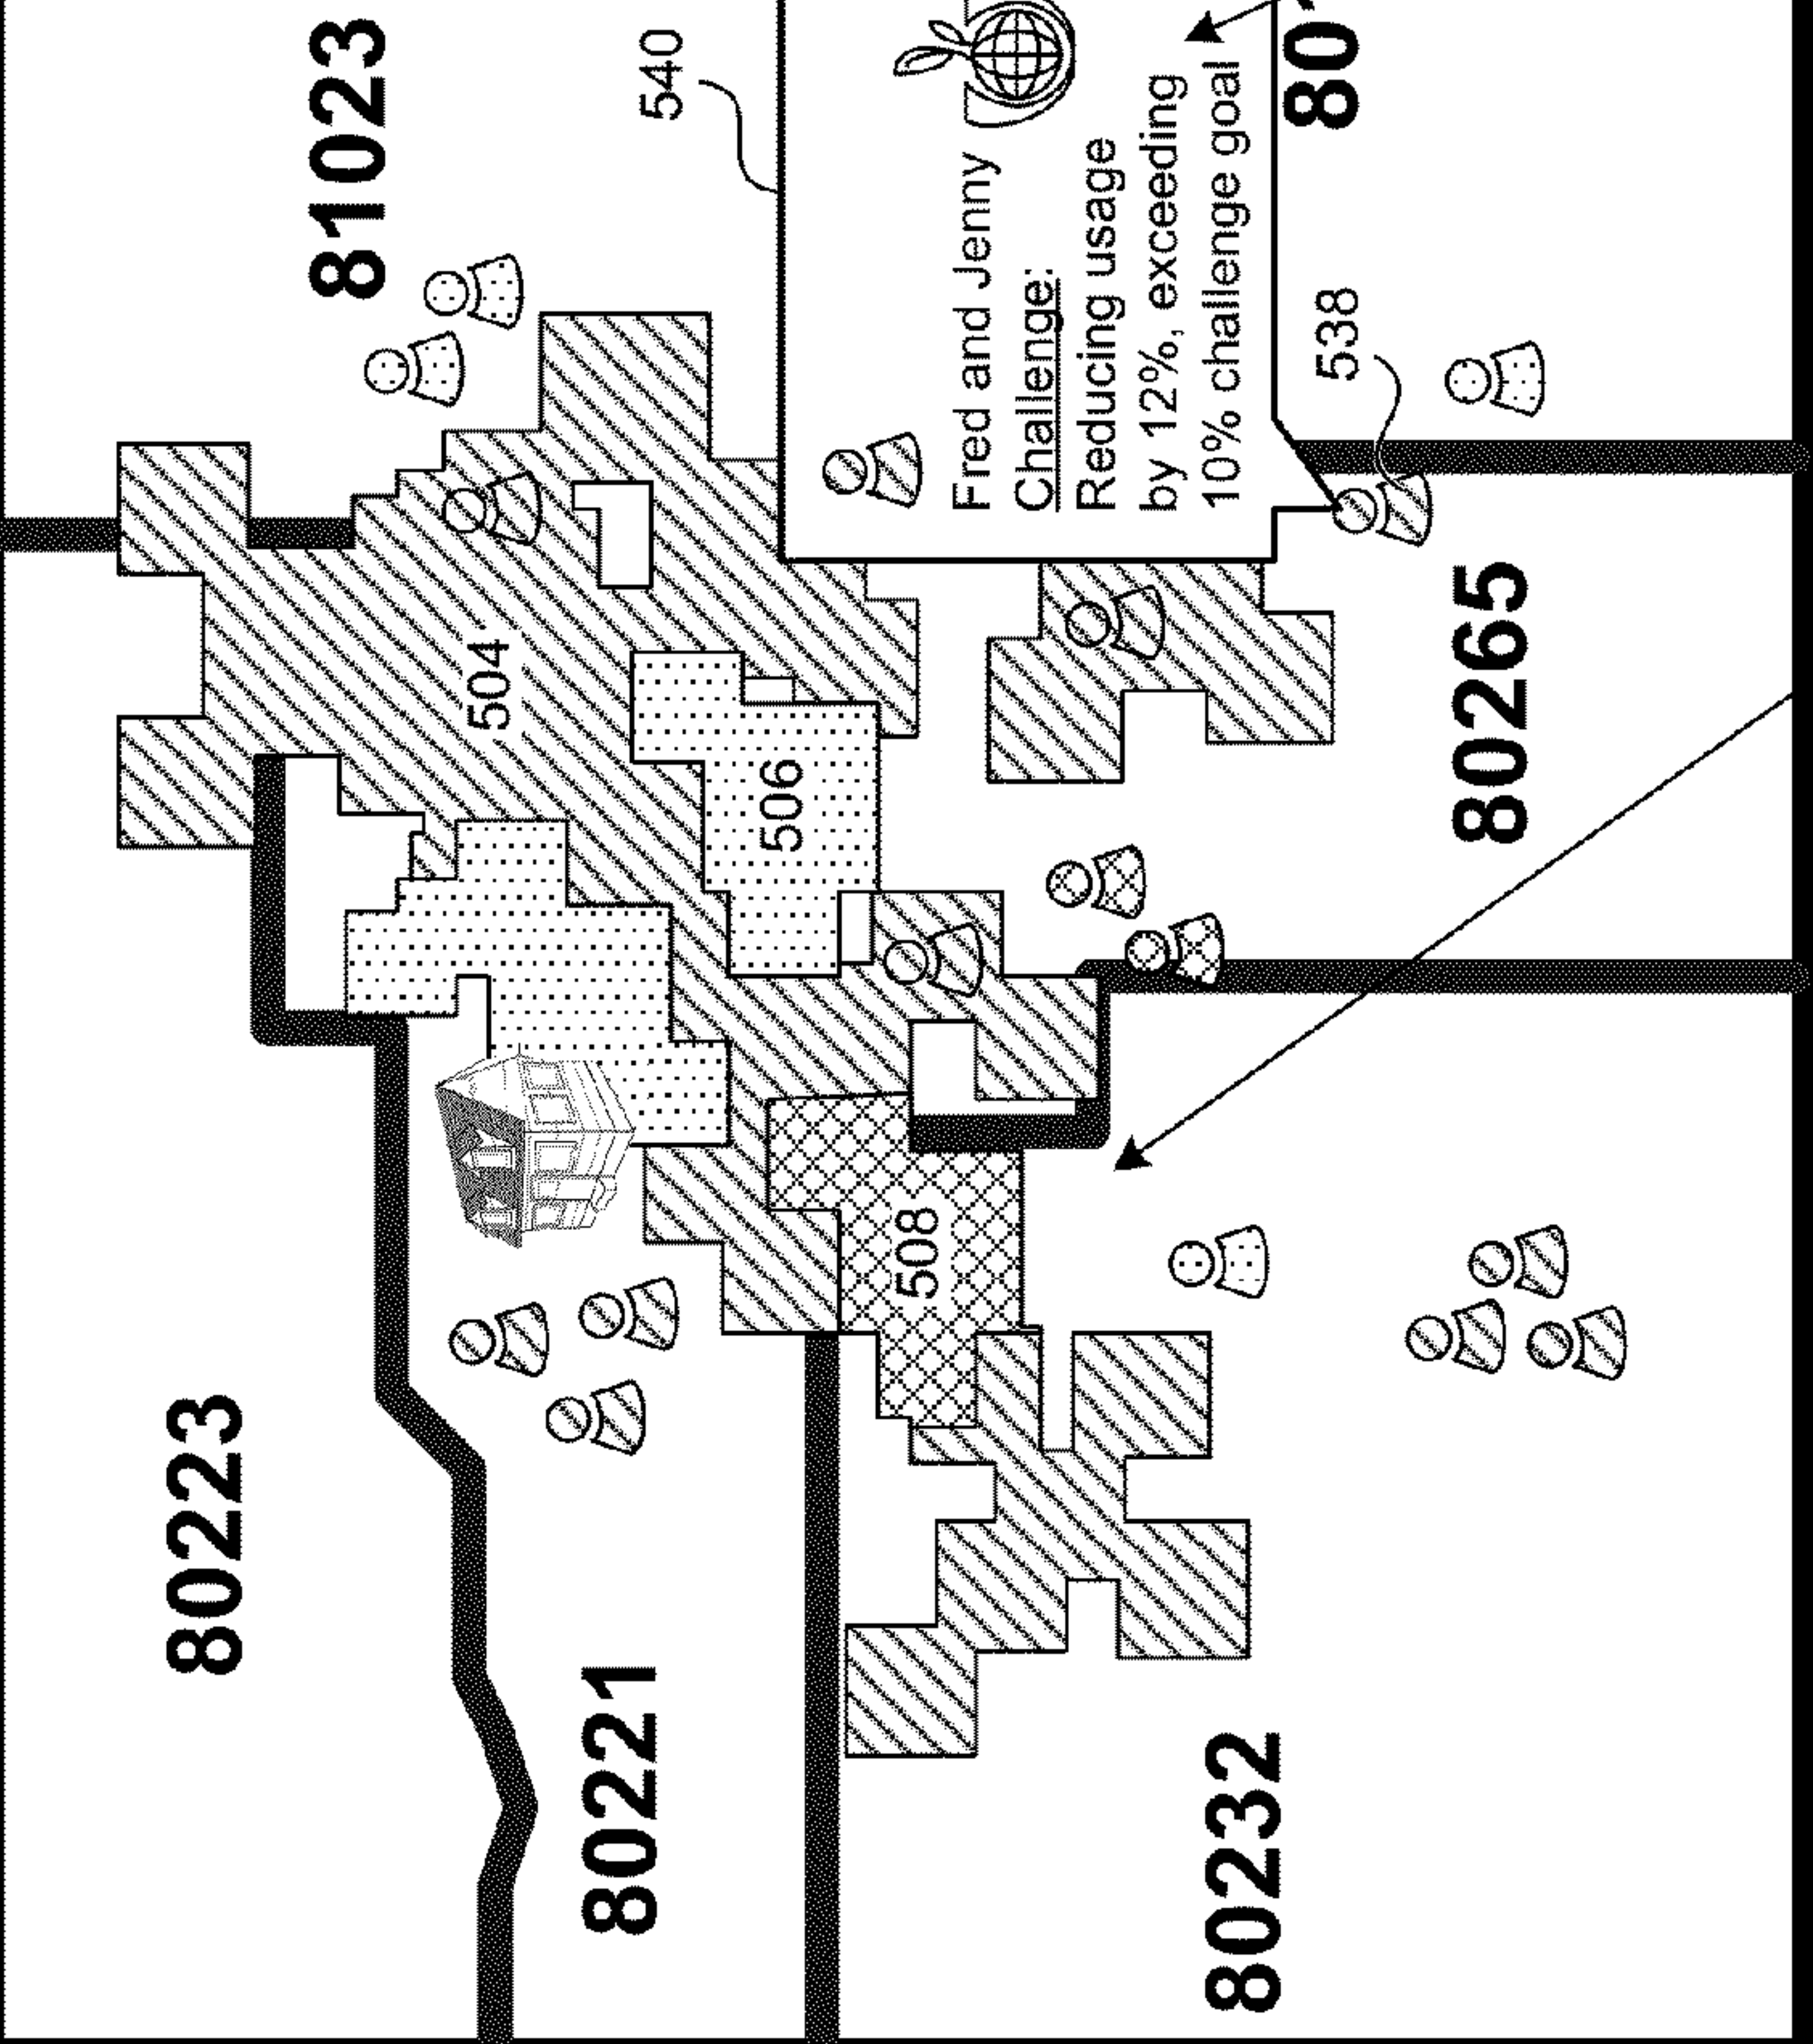 80223
81023
80221
504
506
508
540
Fred and Jenny
Challenge:
Reducing usage
by 12%, exceeding
10% challenge goal
538
80232
80265